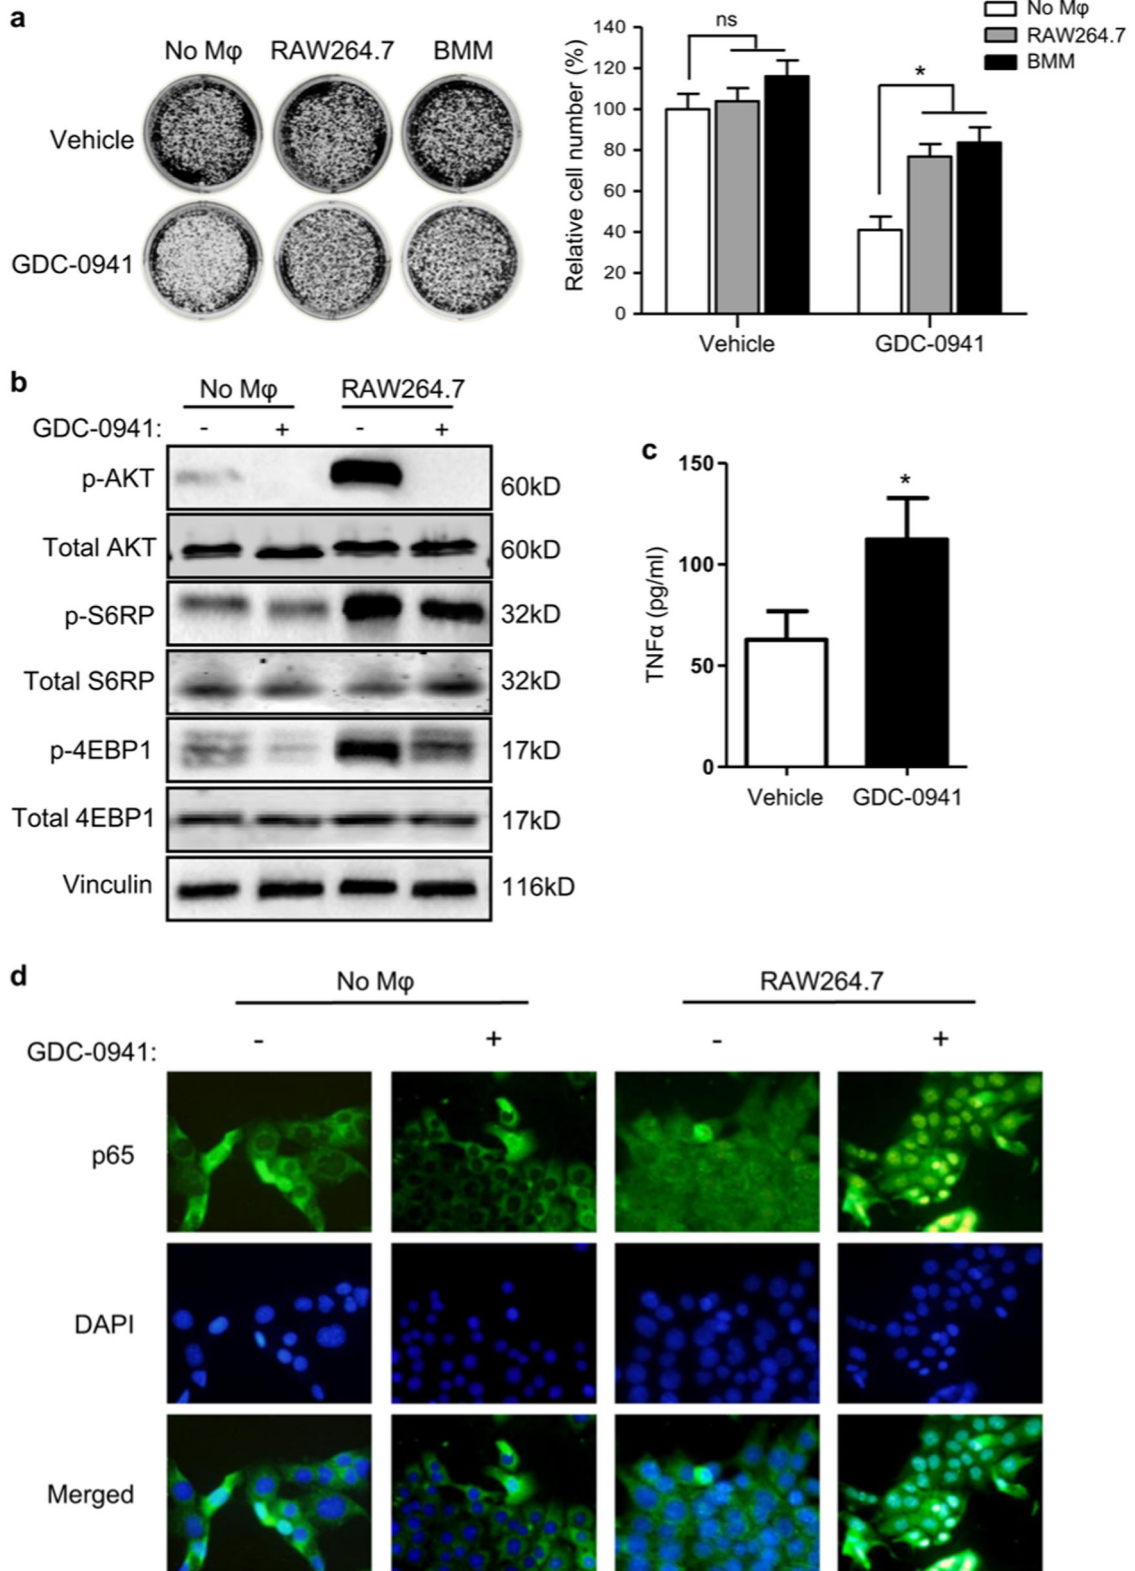 a
No Mφ RAW264.7 BMM
Vehicle
GDC-0941
Relative cell number (%)
140
120
100
80
60
40
20
0
ns
*
No Mφ
RAW264.7
BMM
Vehicle GDC-0941
b
No Mφ RAW264.7
GDC-0941: - + - +
p-AKT 60kD
Total AKT 60kD
p-S6RP 32kD
Total S6RP 32kD
p-4EBP1 17kD
Total 4EBP1 17kD
Vinculin 116kD
c
TNFα (pg/ml)
150
100
50
0
*
Vehicle GDC-0941
d
No Mφ RAW264.7
GDC-0941: - + - +
p65
DAPI
Merged